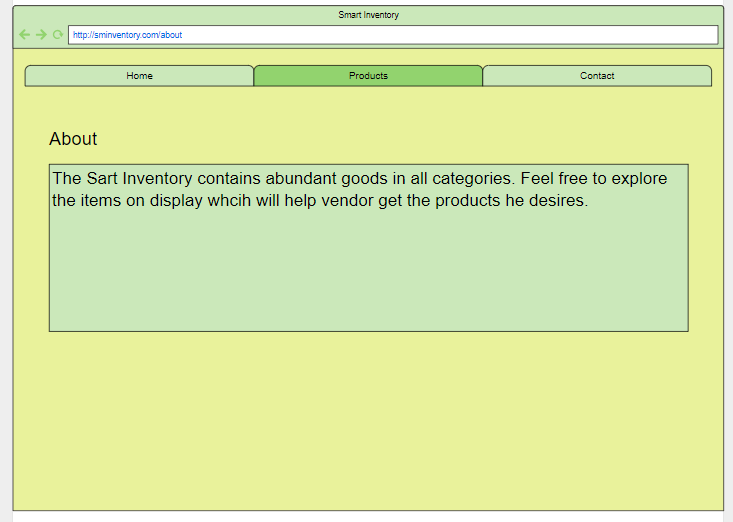 Smart Inventory
http://sminventory.com/about
Home Products Contact
About
The Sart Inventory contains abundant goods in all categories. Feel free to explore
the items on display whcih will help vendor get the products he desires.